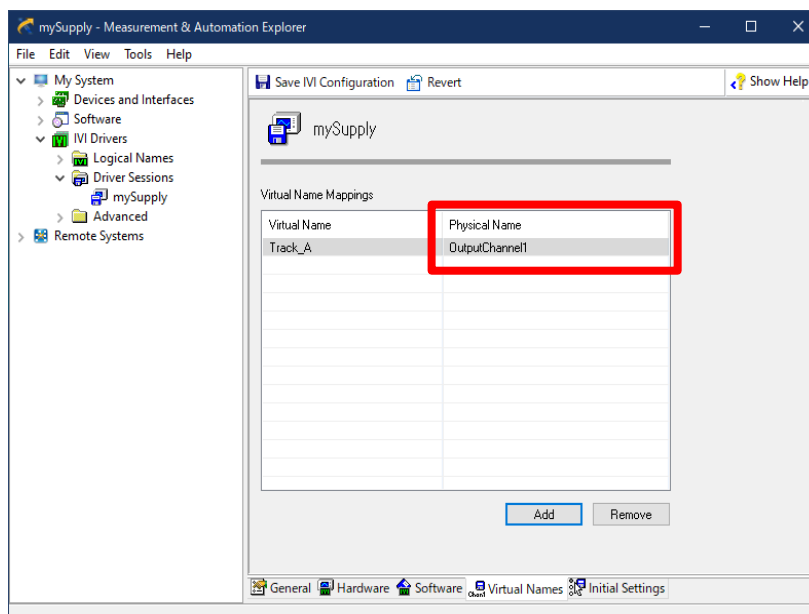 mySupply - Measurement & Automation Explorer
File Edit View Tools Help
My System
Devices and Interfaces
Software
IVI Drivers
Logical Names
Driver Sessions
mySupply
Advanced
Remote Systems
Save IVI Configuration Revert Show Help
mySupply
Virtual Name Mappings
Virtual Name Physical Name
Track_A OutputChannel1
Add Remove
General Hardware Software Virtual Names Initial Settings